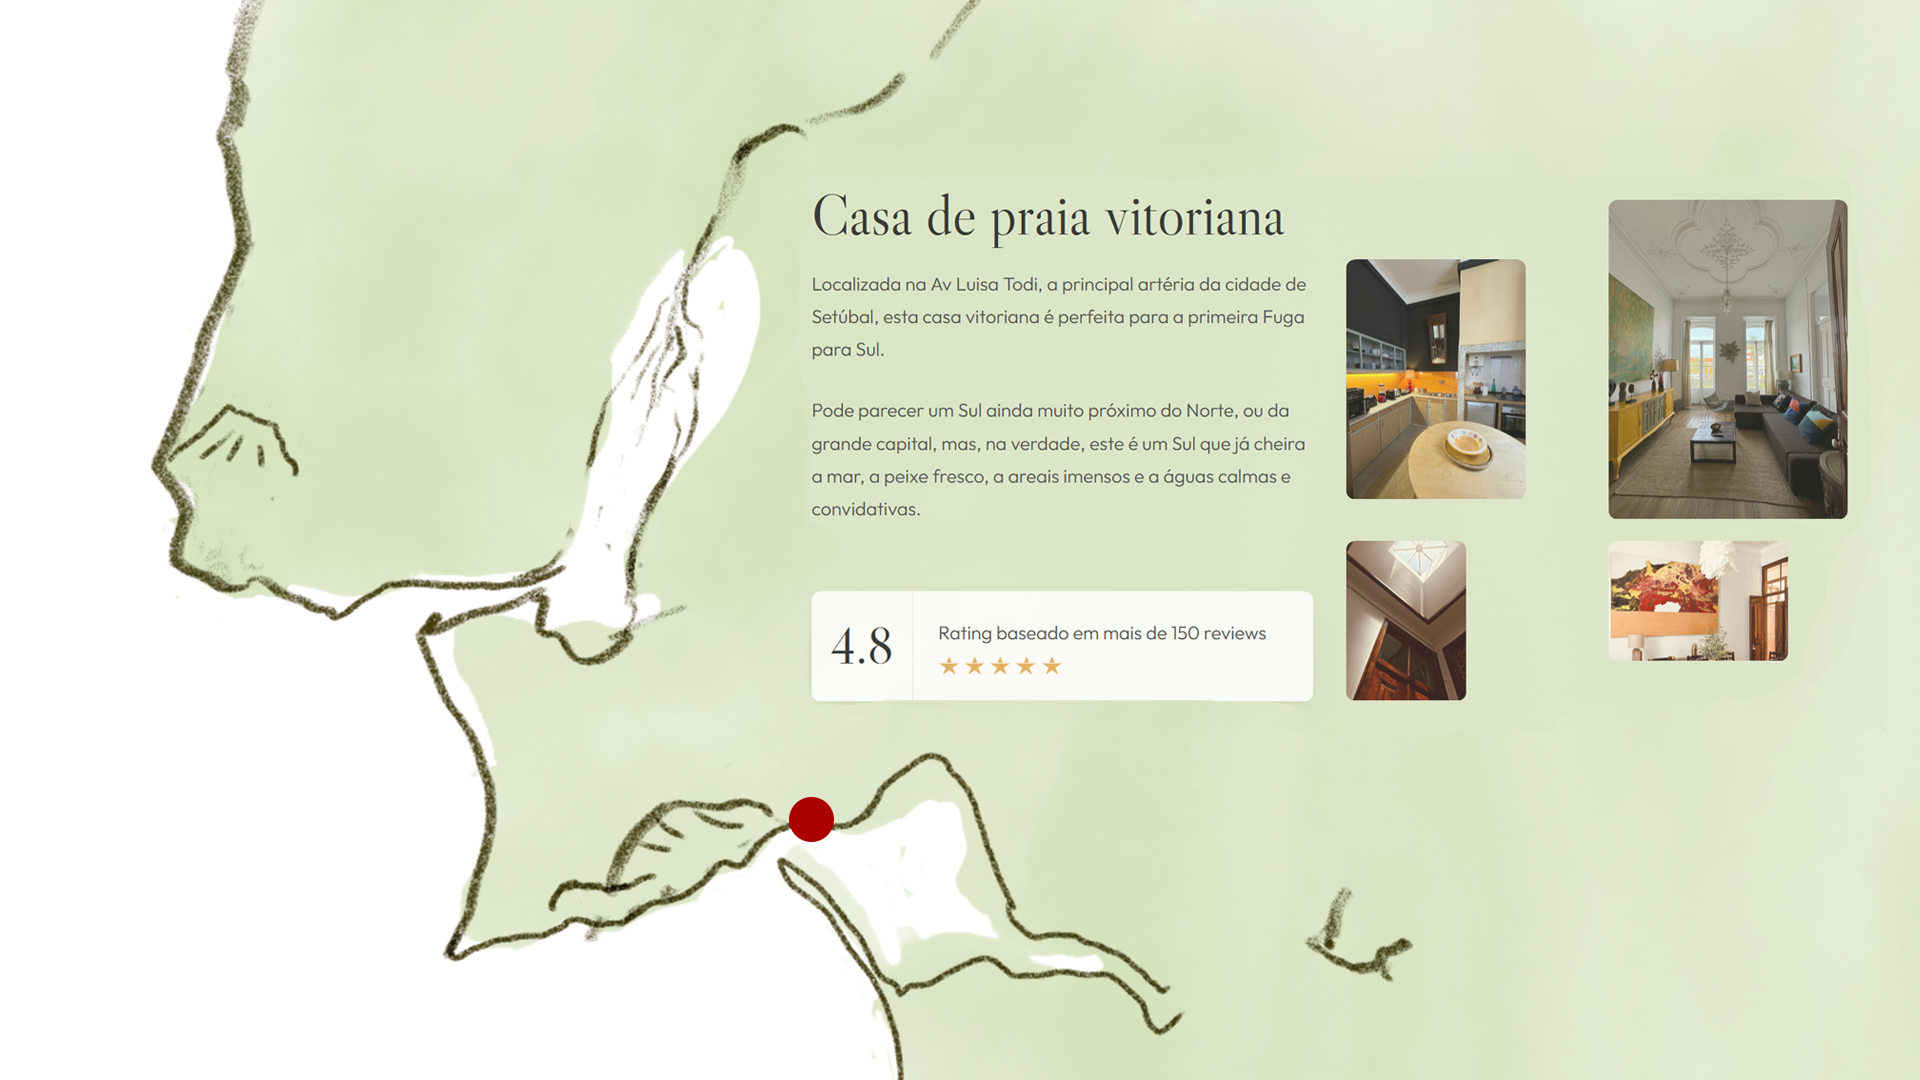 Casa de praia vitoriana
Localizada na Av Luisa Todi, a principal artéria da cidade de
Setúbal, esta casa vitoriana é perfeita para a primeira Fuga
para Sul.
Pode parecer um Sul ainda muito próximo do Norte, ou da
grande capital, mas, na verdade, este é um Sul que já cheira
a mar, a peixe fresco, a areais imensos e a águas calmas e
convidativas.
4.8
Rating baseado em mais de 150 reviews